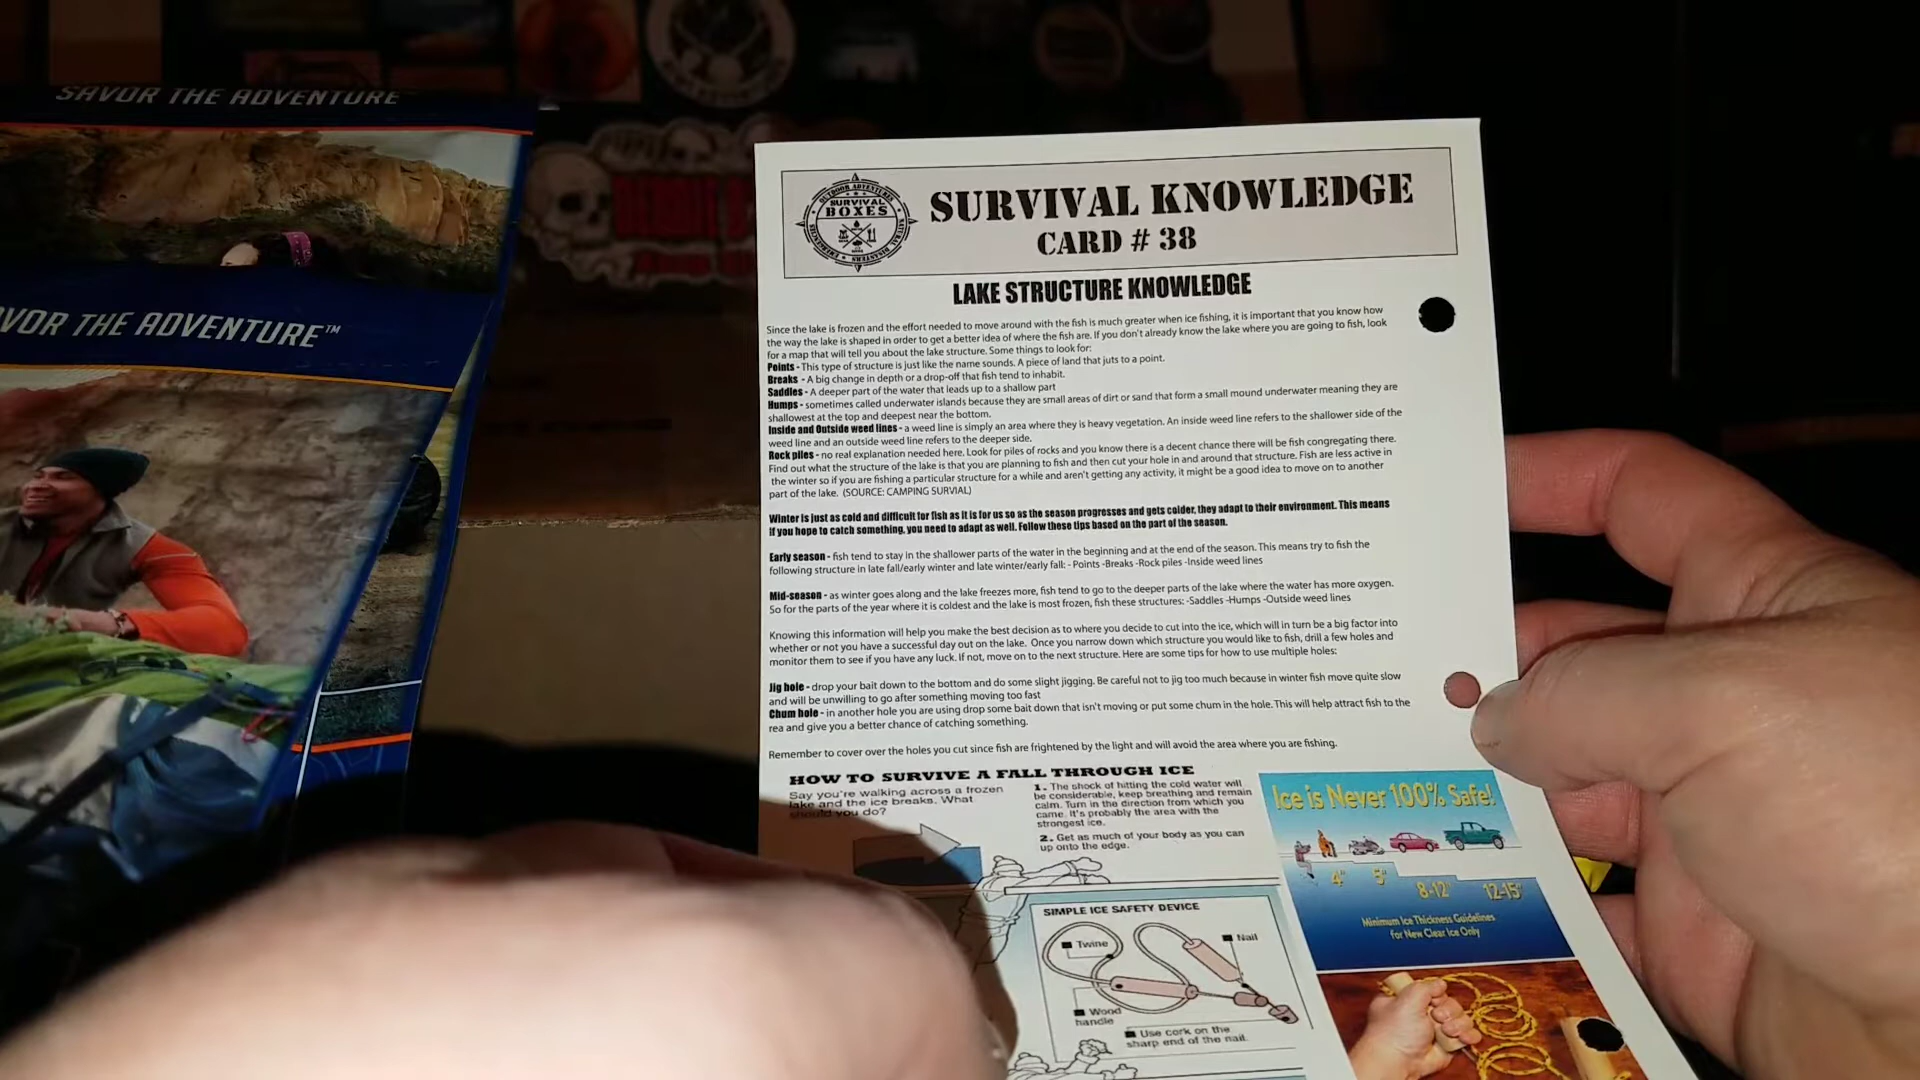 SAVOR THE ADVENTURE
VOR THE ADVENTURE™
OUTDOOR ADVENTURES
SURVIVAL
BOXES
EMERGENCIES
NATURAL DISASTERS
SURVIVAL KNOWLEDGE
CARD # 38
LAKE STRUCTURE KNOWLEDGE
Since the lake is frozen and the effort needed to move around with the fish is much greater when ice fishing, it is important that you know how
the way the lake is shaped in order to get a better idea of where the fish are. If you don't already know the lake where you are going to fish, look
for a map that will tell you about the lake structure. Some things to look for:
Points - This type of structure is just like the name sounds. A piece of land that juts to a point.
Breaks - A big change in depth or a drop-off that fish tend to inhabit.
Saddles - A deeper part of the water that leads up to a shallow part
Humps - sometimes called underwater islands because they are small areas of dirt or sand that form a small mound underwater meaning they are
shallowest at the top and deepest near the bottom.
Inside and Outside weed lines - a weed line is simply an area where they is heavy vegetation. An inside weed line refers to the shallower side of the
weed line and an outside weed line refers to the deeper side.
Rock piles - no real explanation needed here. Look for piles of rocks and you know there is a decent chance there will be fish congregating there.
Find out what the structure of the lake is that you are planning to fish and then cut your hole in and around that structure. Fish are less active in
the winter so if you are fishing a particular structure for a while and aren't getting any activity, it might be a good idea to move on to another
part of the lake. (SOURCE: CAMPING SURVIAL)
Winter is just as cold and difficult for fish as it is for us so as the season progresses and gets colder, they adapt to their environment. This means
if you hope to catch something, you need to adapt as well. Follow these tips based on the part of the season.
Early season - fish tend to stay in the shallower parts of the water in the beginning and at the end of the season. This means try to fish the
following structure in late fall/early winter and late winter/early fall: - Points -Breaks -Rock piles -Inside weed lines
Mid-season - as winter goes along and the lake freezes more, fish tend to go to the deeper parts of the lake where the water has more oxygen.
So for the parts of the year where it is coldest and the lake is most frozen, fish these structures: -Saddles -Humps -Outside weed lines
Knowing this information will help you make the best decision as to where you decide to cut into the ice, which will in turn be a big factor into
whether or not you have a successful day out on the lake. Once you narrow down which structure you would like to fish, drill a few holes and
monitor them to see if you have any luck. If not, move on to the next structure. Here are some tips for how to use multiple holes:
Jig hole - drop your bait down to the bottom and do some slight jigging. Be careful not to jig too much because in winter fish move quite slow
and will be unwilling to go after something moving too fast
Chum hole - in another hole you are using drop some bait down that isn't moving or put some chum in the hole. This will help attract fish to the
rea and give you a better chance of catching something.
Remember to cover over the holes you cut since fish are frightened by the light and will avoid the area where you are fishing.
HOW TO SURVIVE A FALL THROUGH ICE
Say you're walking across a frozen
lake and the ice breaks. What
should you do?
1. The shock of hitting the cold water will
be considerable, keep breathing and remain
calm. Turn in the direction from which you
came. It's probably the area with the
strongest ice.
2. Get as much of your body as you can
up onto the edge.
SIMPLE ICE SAFETY DEVICE
Twine
Nail
Wood
handle
Use cork on the
sharp end of the nail.
Ice is Never 100% Safe!
4" 5" 8-12" 12-15"
Minimum Ice Thickness Guidelines
for New Clear Ice Only